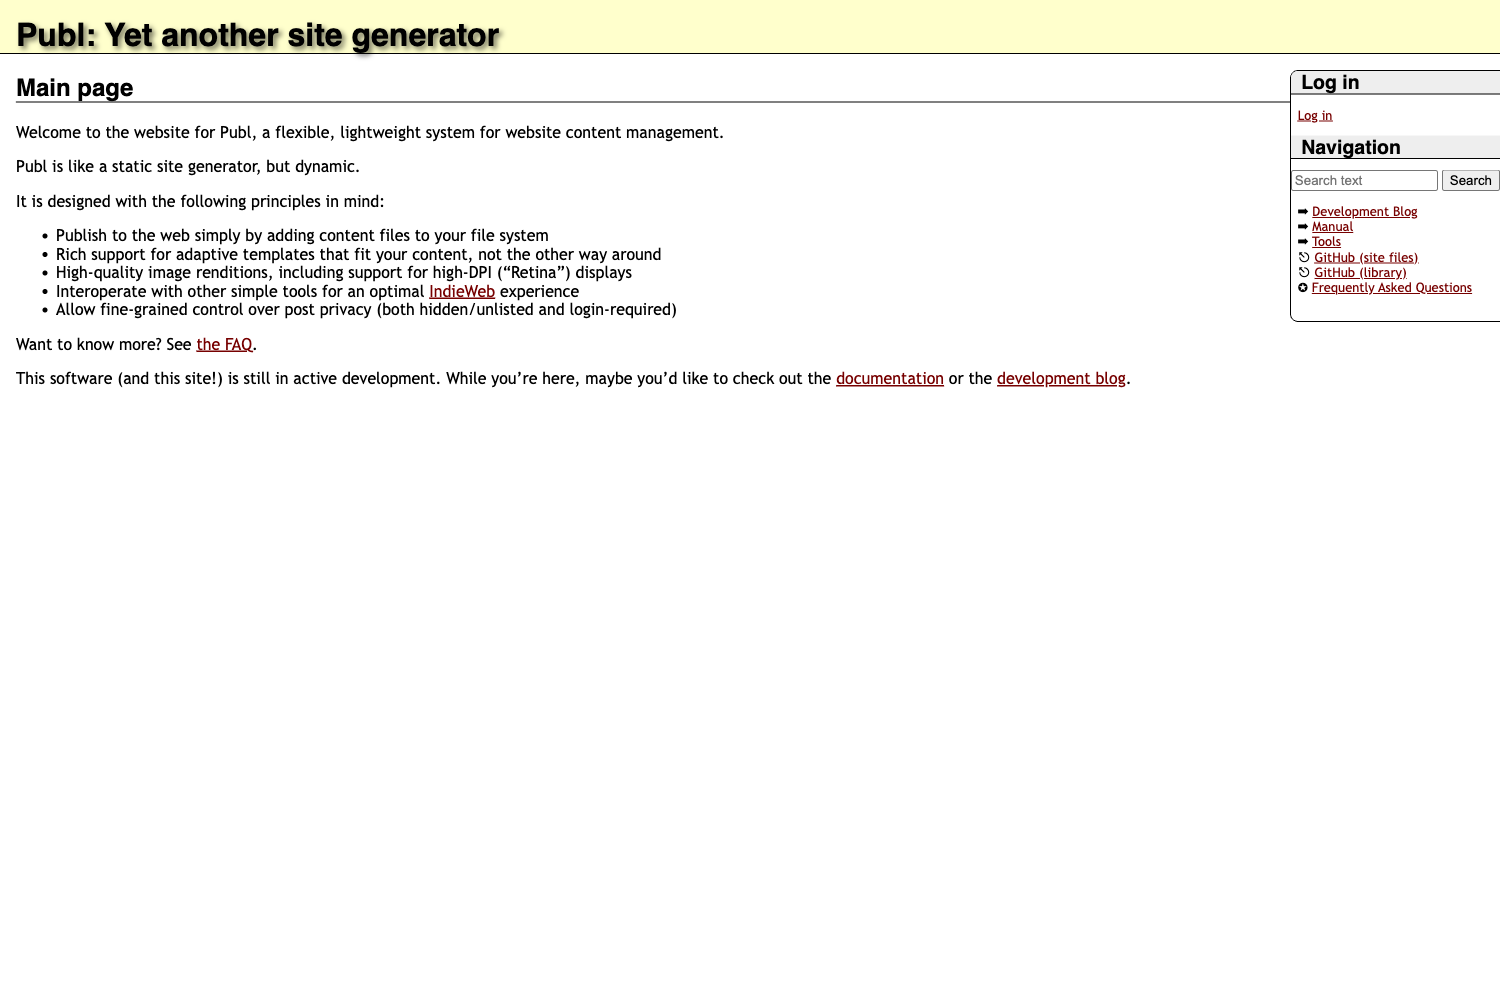 Publ: Yet another site generator
Main page
Welcome to the website for Publ, a flexible, lightweight system for website content management.
Publ is like a static site generator, but dynamic.
It is designed with the following principles in mind:
• Publish to the web simply by adding content files to your file system
• Rich support for adaptive templates that fit your content, not the other way around
• High-quality image renditions, including support for high-DPI (“Retina”) displays
• Interoperate with other simple tools for an optimal IndieWeb experience
• Allow fine-grained control over post privacy (both hidden/unlisted and login-required)
Want to know more? See the FAQ.
This software (and this site!) is still in active development. While you’re here, maybe you’d like to check out the documentation or the development blog.
Log in
Log in
Navigation
Search text Search
➡ Development Blog
➡ Manual
➡ Tools
⎋ GitHub (site files)
⎋ GitHub (library)
✪ Frequently Asked Questions